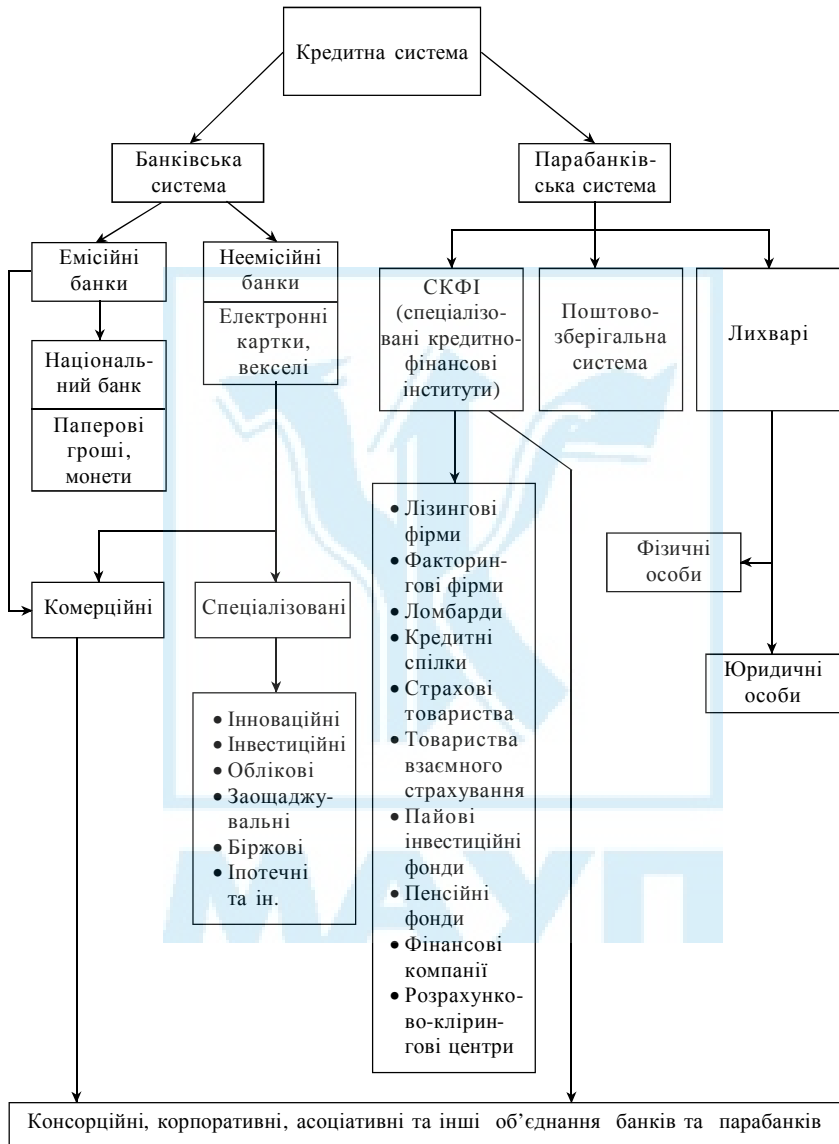 Кредитна система
Банківська
система
Парабанків-
ська система
Емісійні
банки
Національ-
ний банк
Паперові
гроші,
монети
Неемісійні
банки
Електронні
картки,
векселі
СКФІ
(спеціалізо-
вані кредитно-
фінансові
інститути)
Поштово-
зберігальна
система
Лихварі
Комерційні
Спеціалізовані
• Інноваційні
• Інвестиційні
• Облікові
• Заощаджу-
вальні
• Біржові
• Іпотечні
та ін.
• Лізингові
фірми
• Факторин-
гові фірми
• Ломбарди
• Кредитні
спілки
• Страхові
товариства
• Товариства
взаємного
страхування
• Пайові
інвестиційні
фонди
• Пенсійні
фонди
• Фінансові
компанії
• Розрахунко-
во-клірин-
гові центри
Фізичні
особи
Юридичні
особи
МАУП
Консорційні, корпоративні, асоціативні та інші об’єднання банків та парабанків